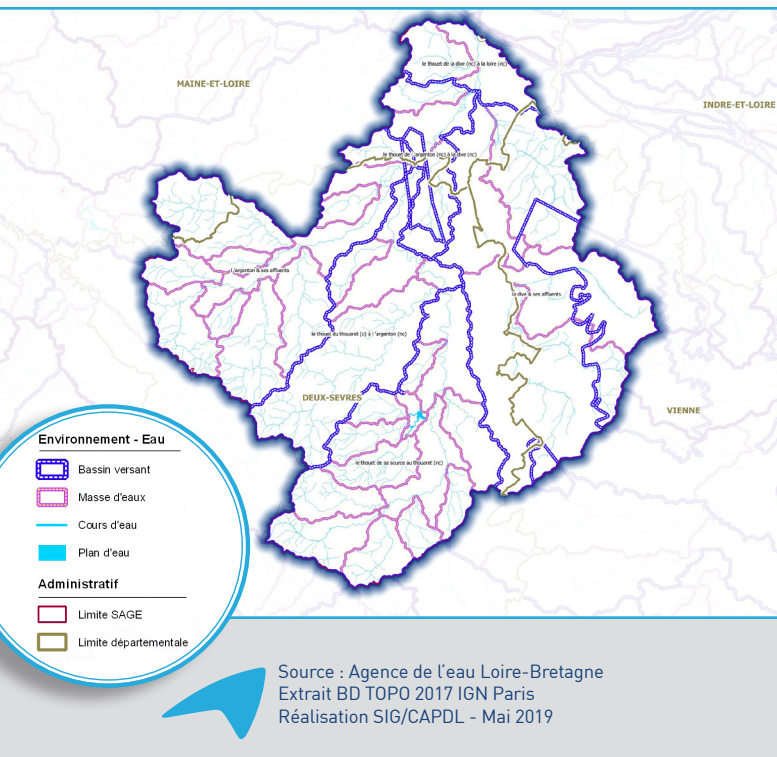 le thouet de la dive (nc) à la loire (nc)
MAINE-ET-LOIRE
INDRE-ET-LOIRE
le thouet de l'argenton (nc) à la dive (nc)
l'argenton & ses affluents
la dive & ses affluents
le thouet du thouaret (c) à l'argenton (nc)
DEUX-SEVRES
VIENNE
le thouet de sa source au thouaret (nc)
Environnement - Eau
Bassin versant
Masse d'eaux
Cours d'eau
Plan d'eau
Administratif
Limite SAGE
Limite départementale
Source : Agence de l'eau Loire-Bretagne
Extrait BD TOPO 2017 IGN Paris
Réalisation SIG/CAPDL - Mai 2019